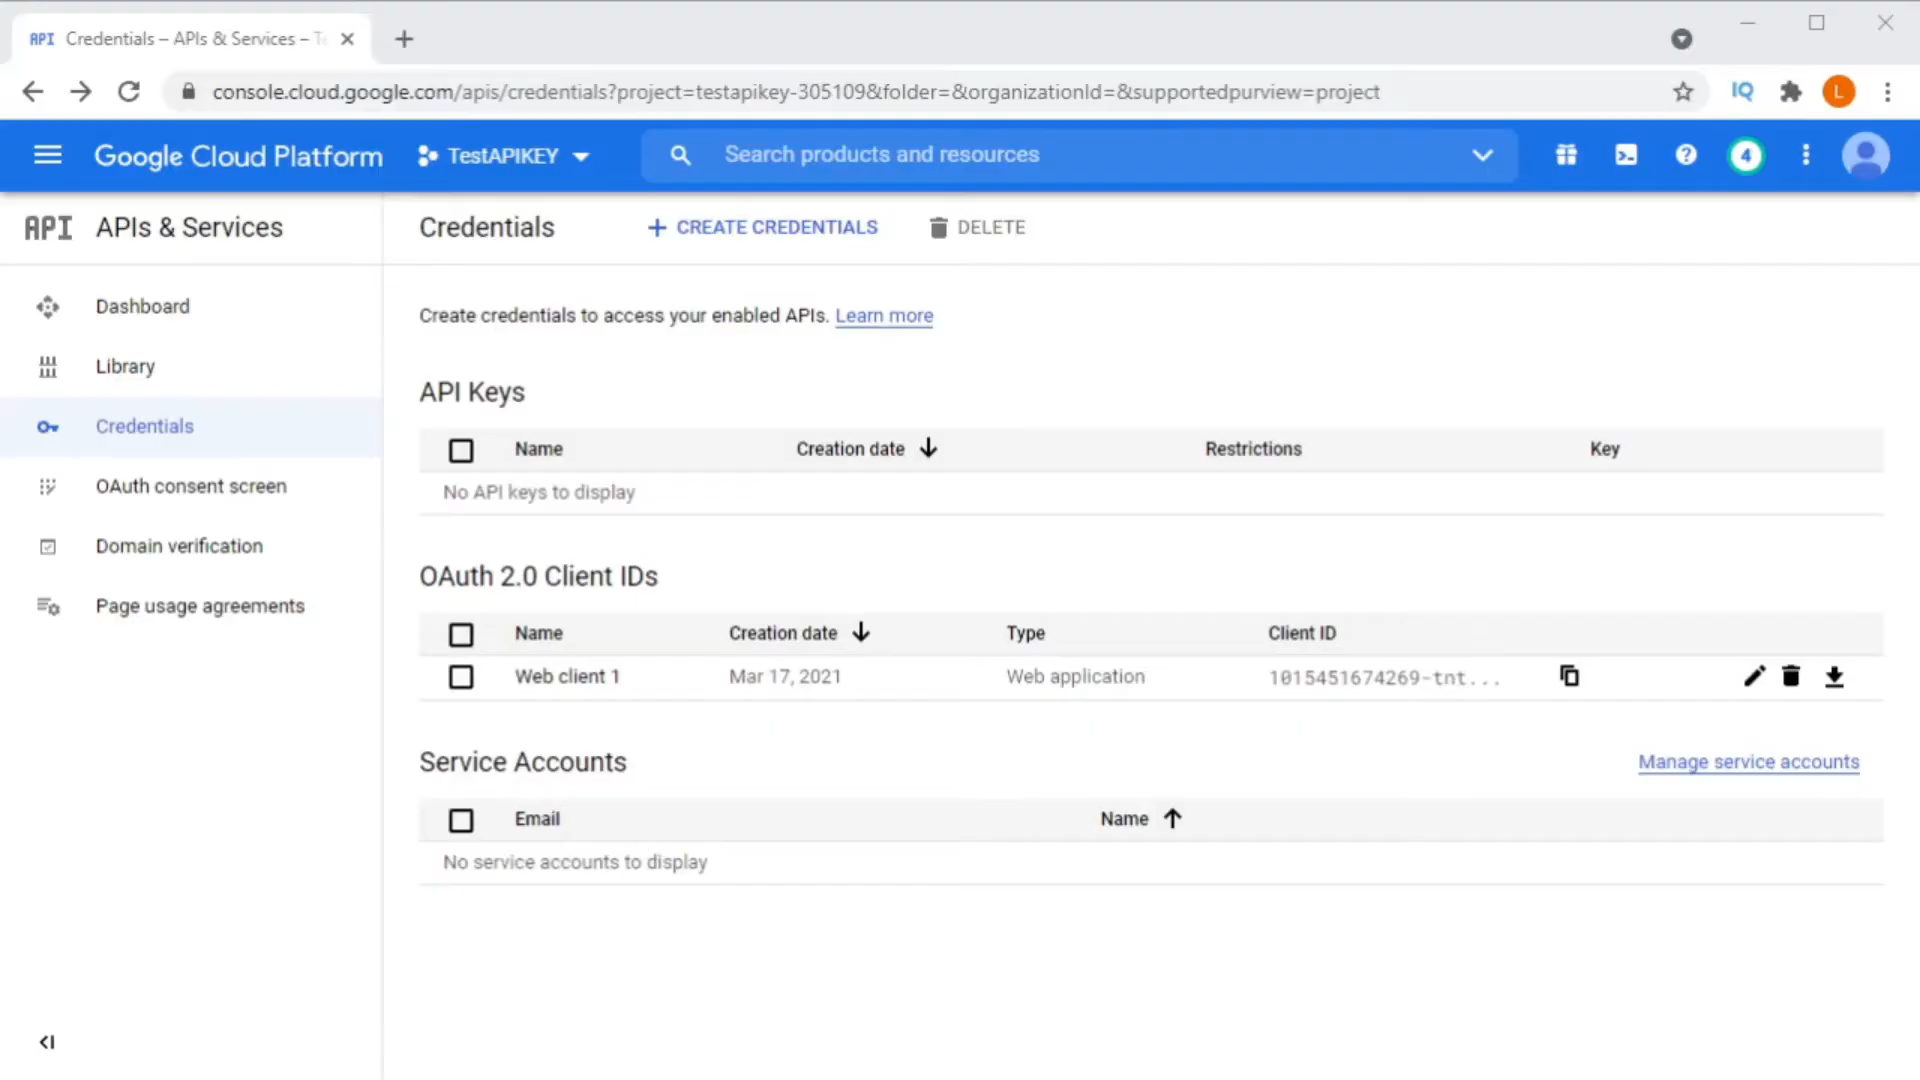 API Credentials – APIs & Services – Te
console.cloud.google.com/apis/credentials?project=testapikey-305109&folder=&organizationId=&supportedpurview=project
IQ
L
Google Cloud Platform
TestAPIKEY
Search products and resources
4
API APIs & Services
Credentials
CREATE CREDENTIALS
DELETE
Dashboard
Library
Credentials
OAuth consent screen
Domain verification
Page usage agreements
Create credentials to access your enabled APIs. Learn more
API Keys
Name Creation date Restrictions Key
No API keys to display
OAuth 2.0 Client IDs
Name Creation date Type Client ID
Web client 1 Mar 17, 2021 Web application 1015451674269-tnt...
Service Accounts
Manage service accounts
Email Name
No service accounts to display